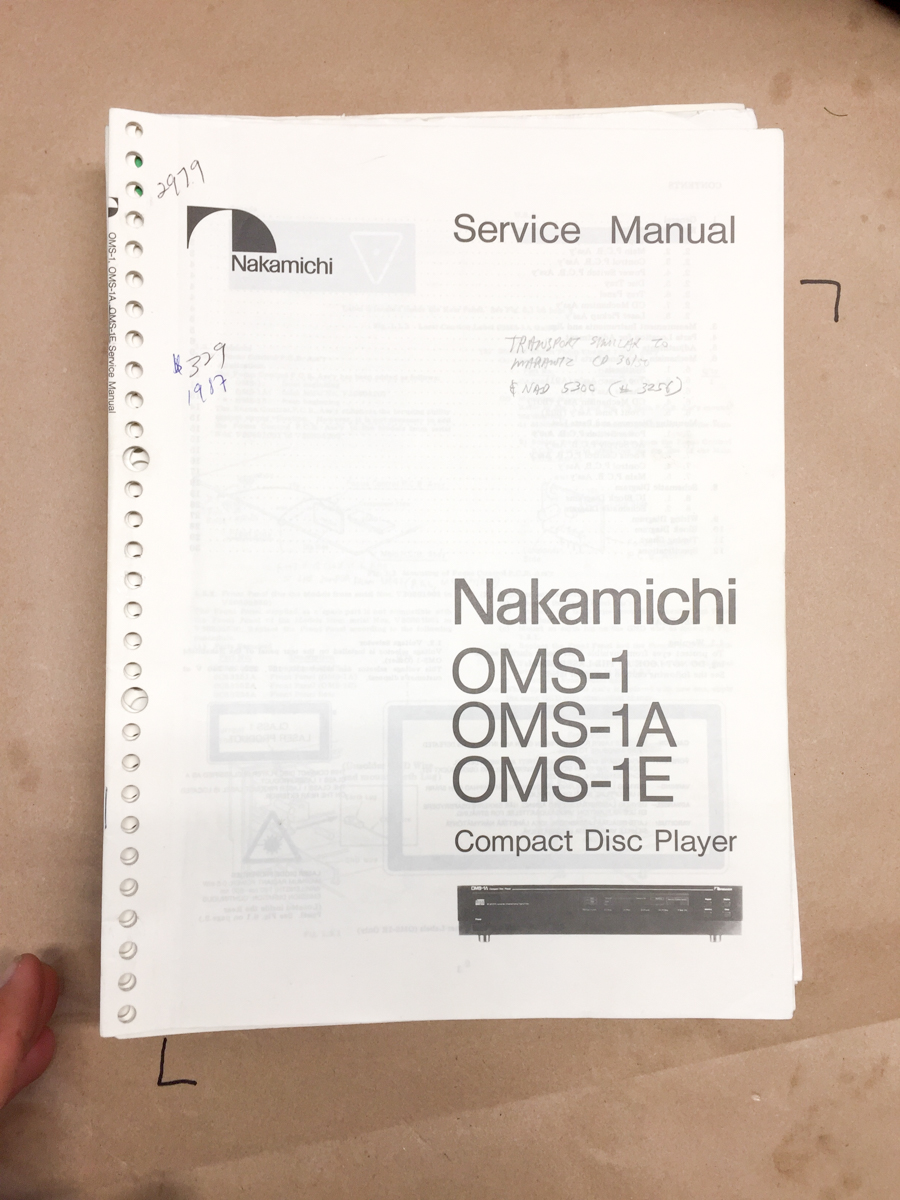 2979
Nakamichi
Service Manual
OMS-1, OMS-1A, OMS-1E Service Manual
$329
1987
TRANSPORT SIMILAR TO
MARANTZ CD
& NAD 5300 (# 3256)
Nakamichi
OMS-1
OMS-1A
OMS-1E
Compact Disc Player